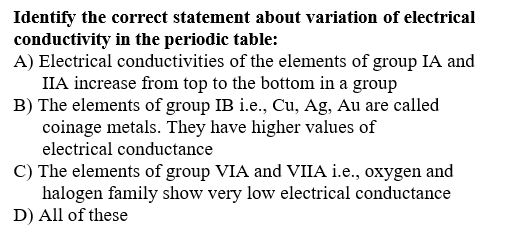 Identify the correct statement about variation of electrical
conductivity in the periodic table:
A) Electrical conductivities of the elements of group IA and
IIA increase from top to the bottom in a group
B) The elements of group IB i.e., Cu, Ag, Au are called
coinage metals. They have higher values of
electrical conductance
C) The elements of group VIA and VIIA i.e., oxygen and
halogen family show very low electrical conductance
D) All of these